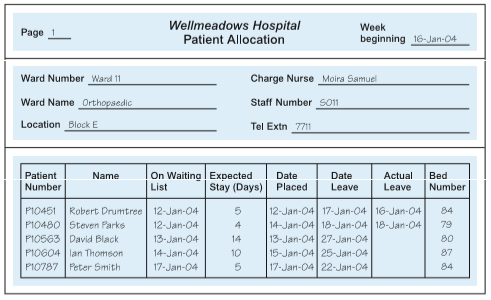 Wellmeadows Hospital
Patient Allocation
Page 1
Week beginning 16-Jan-04
Ward Number Ward 11 Charge Nurse Moira Samuel
Ward Name Orthopaedic Staff Number S011
Location Block E Tel Extn 7711
Patient Number Name On Waiting List Expected Stay (Days) Date Placed Date Leave Actual Leave Bed Number
P10451 Robert Drumtree 12-Jan-04 5 12-Jan-04 17-Jan-04 16-Jan-04 84
P10480 Steven Parks 12-Jan-04 4 14-Jan-04 18-Jan-04 18-Jan-04 79
P10563 David Black 13-Jan-04 14 13-Jan-04 27-Jan-04 80
P10604 Ian Thomson 14-Jan-04 10 15-Jan-04 25-Jan-04 87
P10787 Peter Smith 17-Jan-04 5 17-Jan-04 22-Jan-04 84